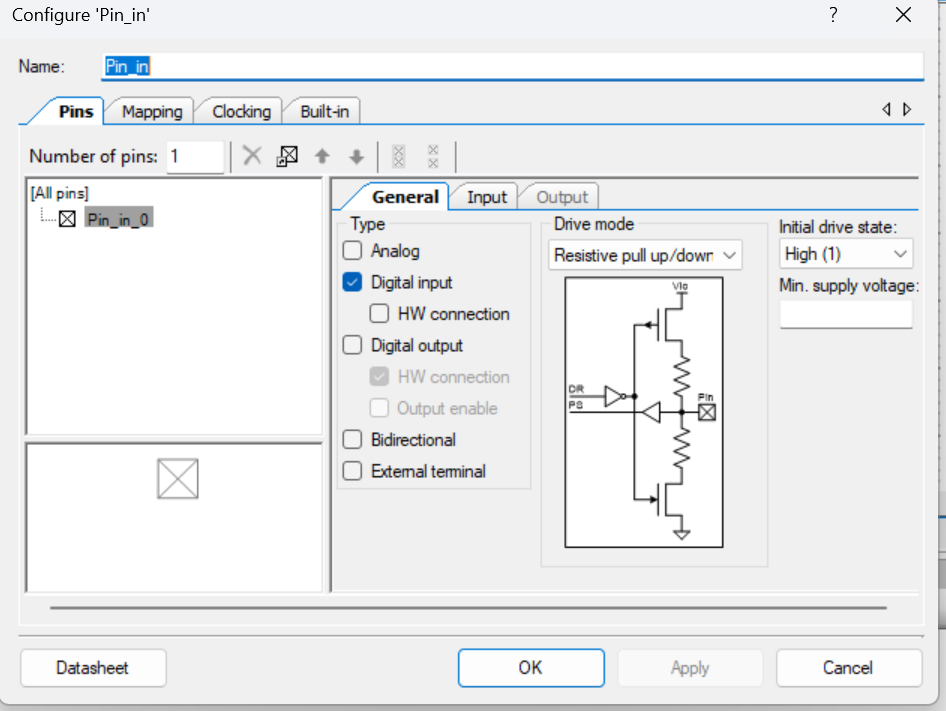 Configure 'Pin_in'
?
Name:
Pin_in
Pins
Mapping
Clocking
Built-in
Number of pins: 1
[All pins]
Pin_in_0
General
Input
Output
Type
Analog
Digital input
HW connection
Digital output
HW connection
Output enable
Bidirectional
External terminal
Drive mode
Resistive pull up/down
Vio
DR
PS
Pin
Initial drive state:
High (1)
Min. supply voltage:
Datasheet
OK
Apply
Cancel